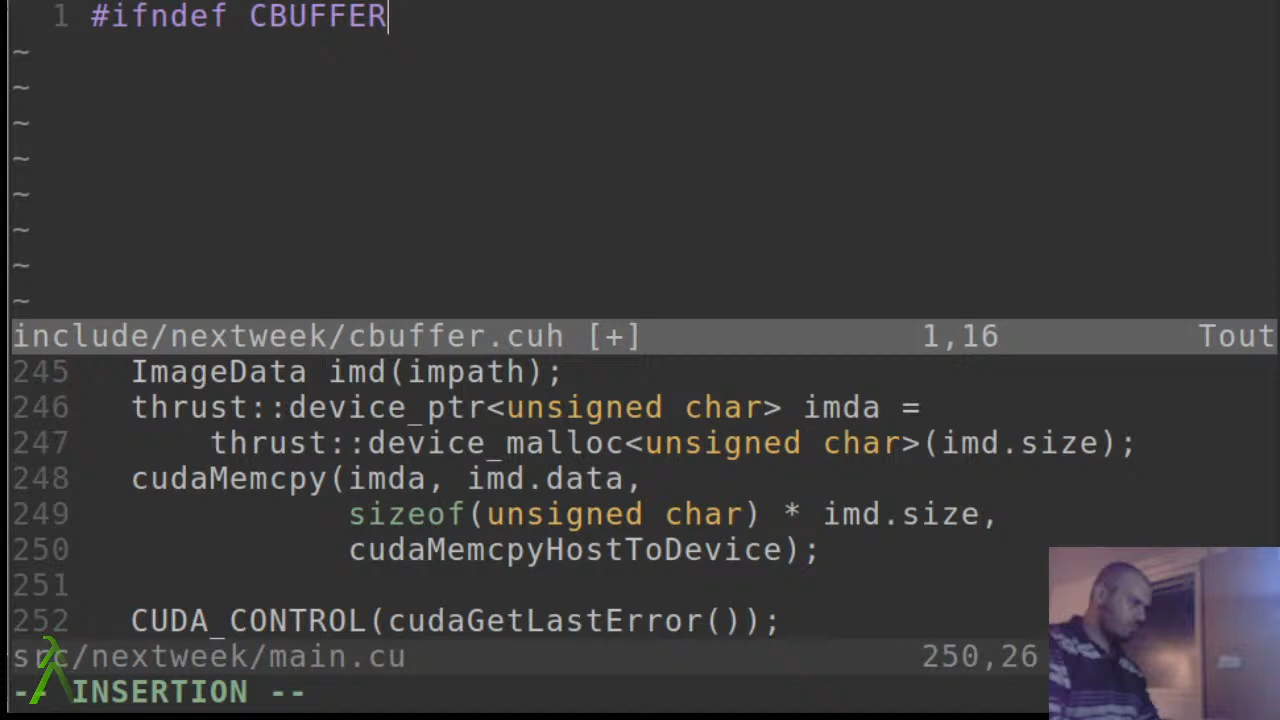 1 #ifndef CBUFFER
~
~
~
~
~
~
~
~
include/nextweek/cbuffer.cuh [+] 1,16 Tout
245 ImageData imd(impath);
246 thrust::device_ptr<unsigned char> imda =
247 thrust::device_malloc<unsigned char>(imd.size);
248 cudaMemcpy(imda, imd.data,
249 sizeof(unsigned char) * imd.size,
250 cudaMemcpyHostToDevice);
251
252 CUDA_CONTROL(cudaGetLastError());
src/nextweek/main.cu 250,26
-- INSERTION --